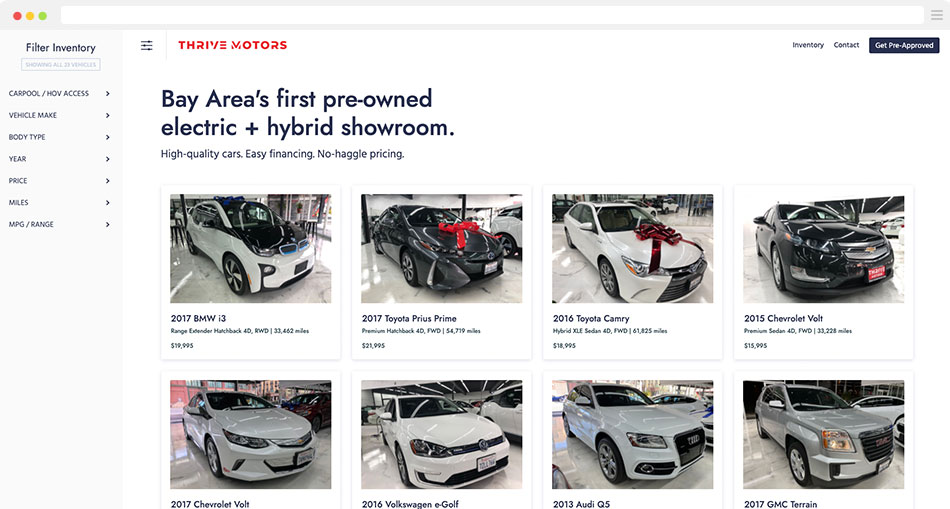 Filter Inventory
SHOWING ALL 25 VEHICLES
CARPOOL / HOV ACCESS
VEHICLE MAKE
BODY TYPE
YEAR
PRICE
MILES
MPG / RANGE
THRIVE MOTORS
Inventory
Contact
Get Pre-Approved
Bay Area's first pre-owned
electric + hybrid showroom.
High-quality cars. Easy financing. No-haggle pricing.
2017 BMW i3
Range Extender Hatchback 4D, RWD | 33,462 miles
$19,995
2017 Toyota Prius Prime
Premium Hatchback 4D, FWD | 54,719 miles
$21,995
2016 Toyota Camry
Hybrid XLE Sedan 4D, FWD | 61,825 miles
$18,995
thrive
2015 Chevrolet Volt
Premium Sedan 4D, FWD | 33,228 miles
$15,995
2017 Chevrolet Volt
2016 Volkswagen e-Golf
2013 Audi Q5
GMC
2017 GMC Terrain